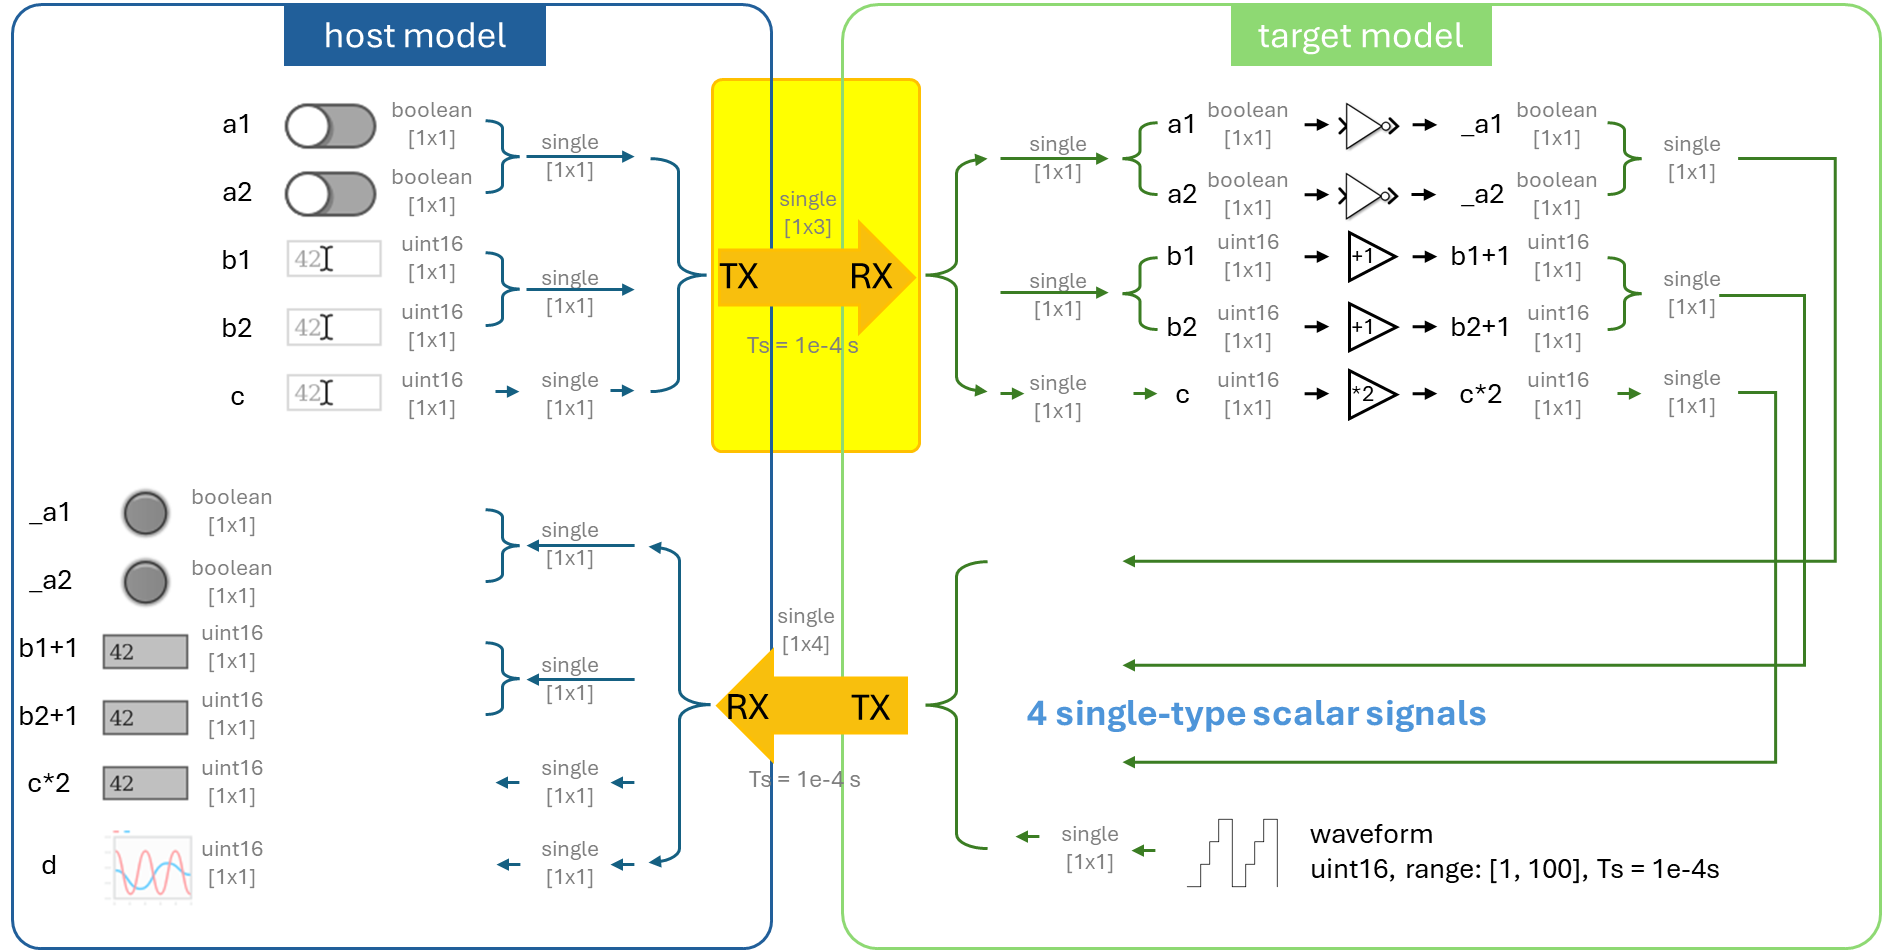 host model
target model
a1
boolean
[1x1]
a2
boolean
[1x1]
b1
42
uint16
[1x1]
b2
42
uint16
[1x1]
c
42
uint16
[1x1]
single
[1x1]
single
[1x1]
single
[1x1]
single
[1x3]
TX
RX
Ts = 1e-4 s
single
[1x1]
single
[1x1]
single
[1x1]
a1
boolean
[1x1]
_a1
boolean
[1x1]
a2
boolean
[1x1]
_a2
boolean
[1x1]
b1
uint16
[1x1]
+1
b1+1
uint16
[1x1]
b2
uint16
[1x1]
+1
b2+1
uint16
[1x1]
c
uint16
[1x1]
*2
c*2
uint16
[1x1]
single
[1x1]
single
[1x1]
single
[1x1]
_a1
boolean
[1x1]
_a2
boolean
[1x1]
b1+1
42
uint16
[1x1]
b2+1
42
uint16
[1x1]
c*2
42
uint16
[1x1]
d
uint16
[1x1]
single
[1x1]
single
[1x1]
single
[1x1]
single
[1x1]
single
[1x4]
RX
TX
Ts = 1e-4 s
4 single-type scalar signals
single
[1x1]
waveform
uint16, range: [1, 100], Ts = 1e-4s